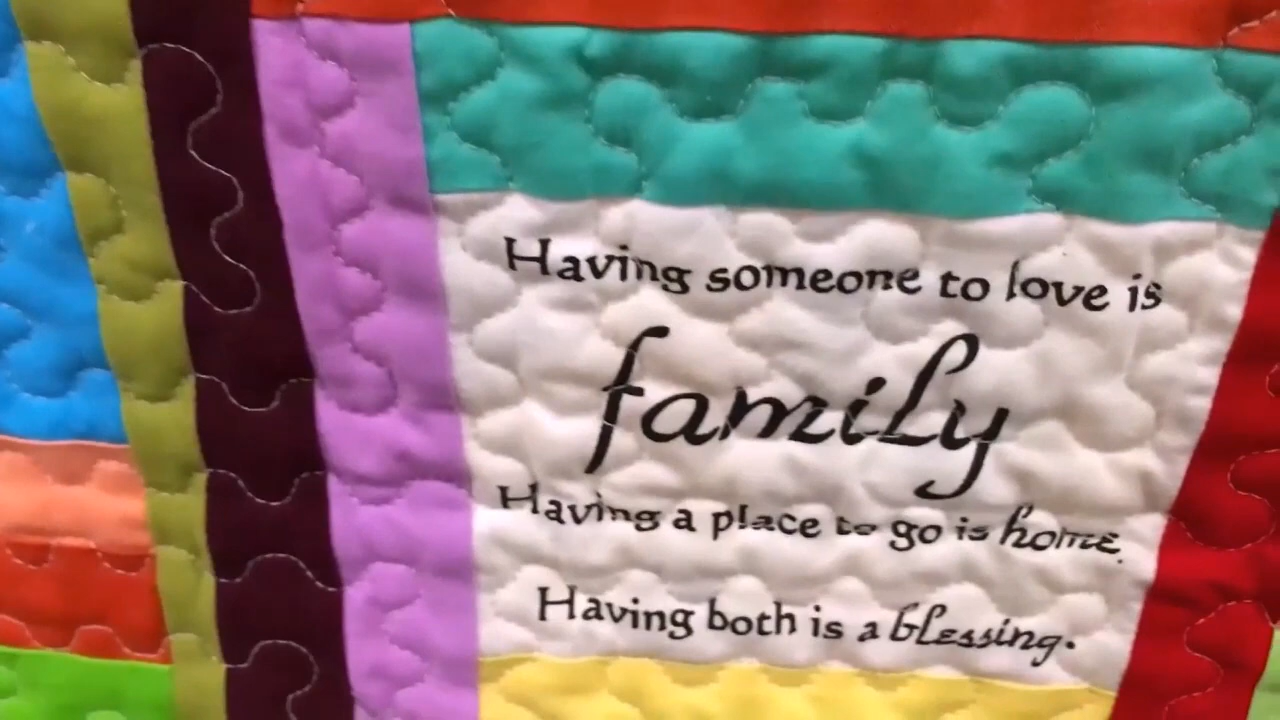 Having someone to love is
family
Having a place to go is home.
Having both is a blessing.